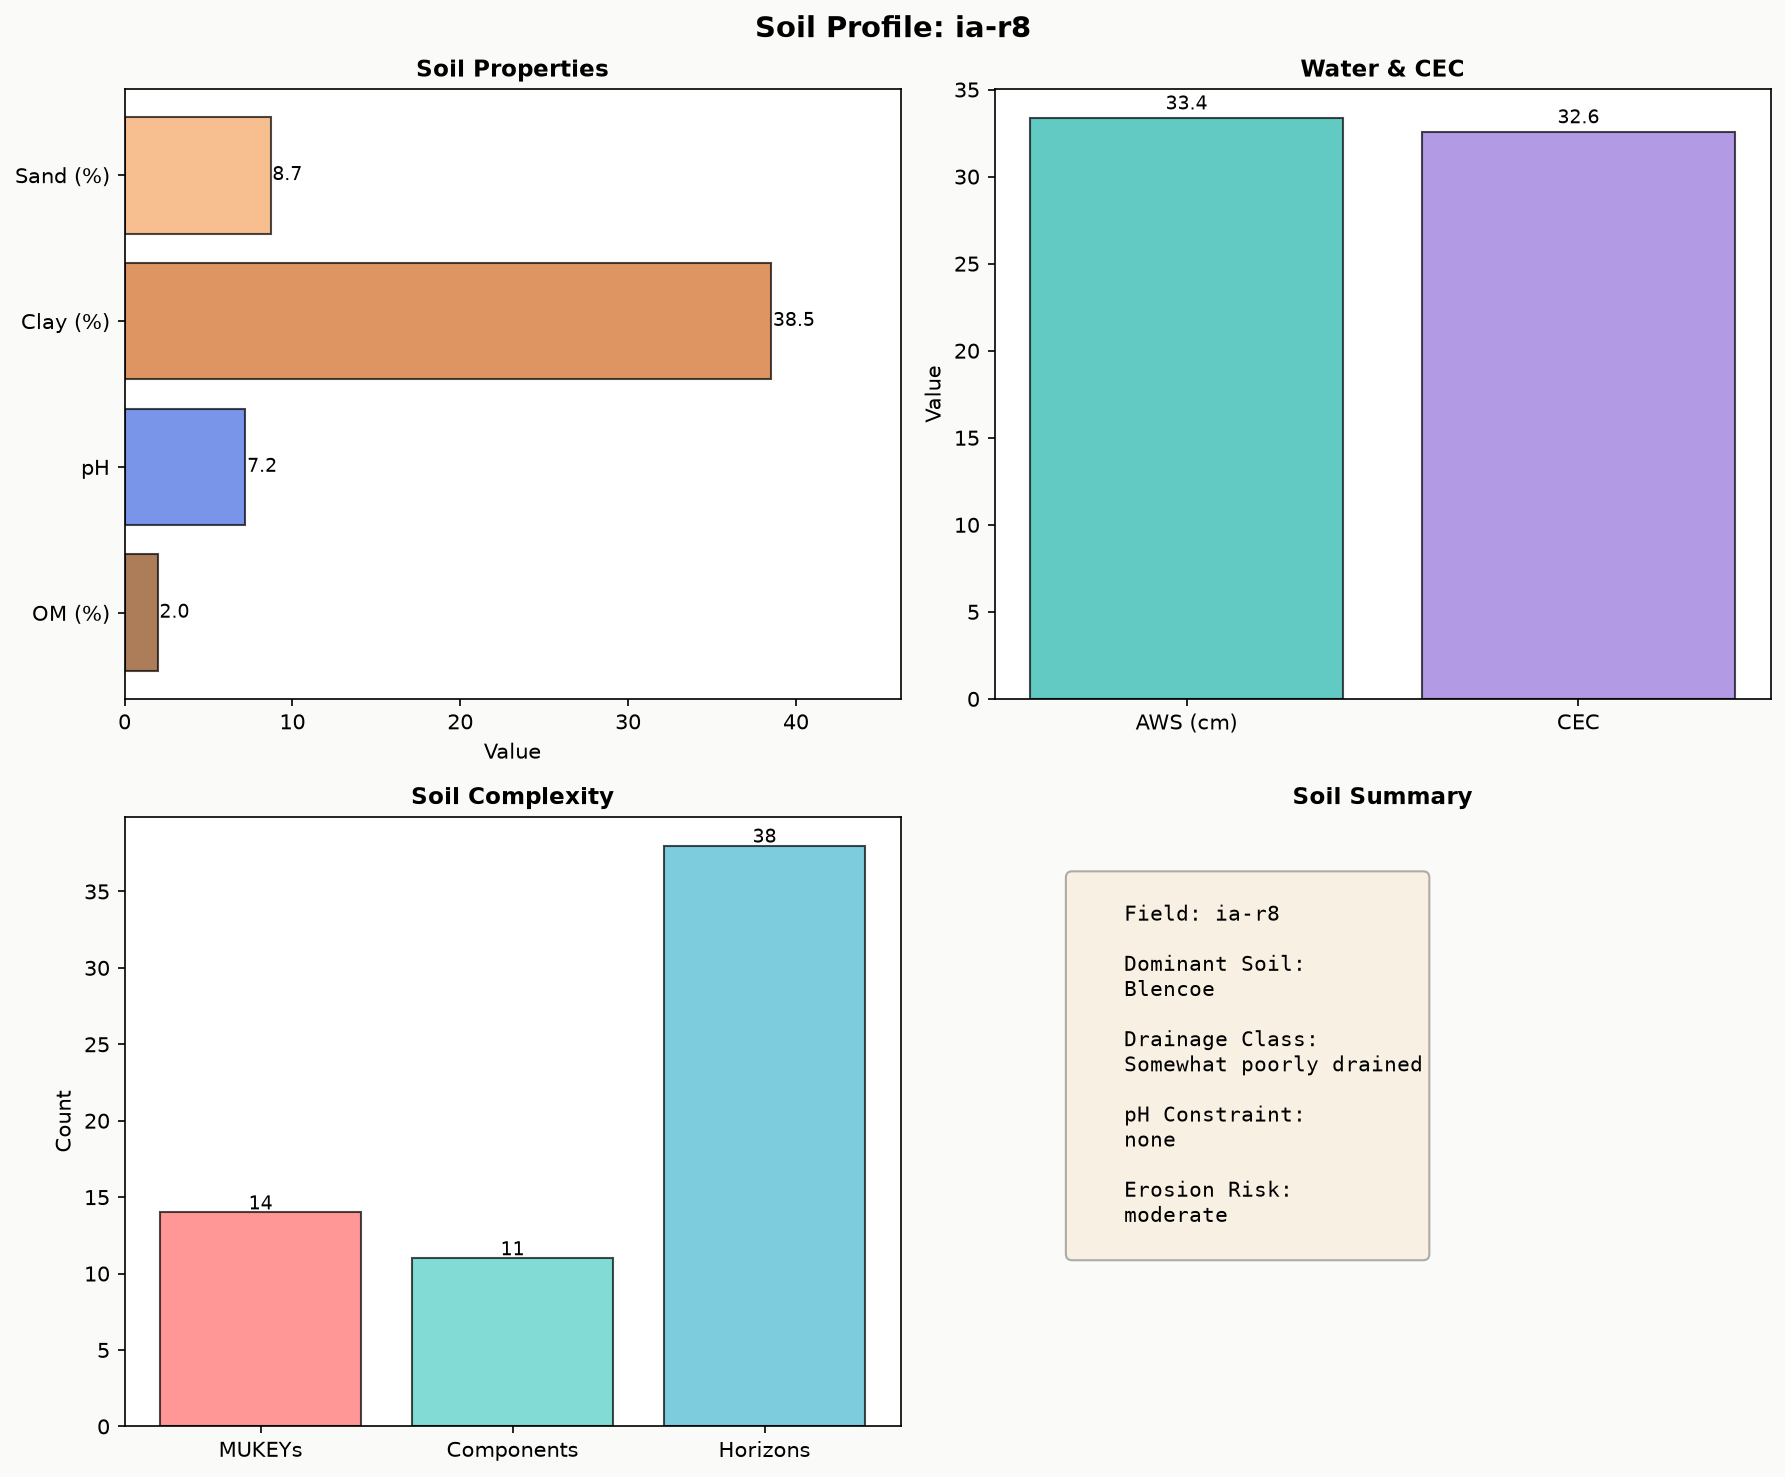 Soil Profile: ia-r8
Soil Properties
Sand (%)
8.7
Clay (%)
38.5
pH
7.2
OM (%)
2.0
0 10 20 30 40
Value
Water & CEC
35
30
25
20
15
10
5
0
Value
33.4
32.6
AWS (cm) CEC
Soil Complexity
35
30
25
20
15
10
5
0
Count
14
11
38
MUKEYs Components Horizons
Soil Summary
Field: ia-r8
Dominant Soil:
Blencoe
Drainage Class:
Somewhat poorly drained
pH Constraint:
none
Erosion Risk:
moderate